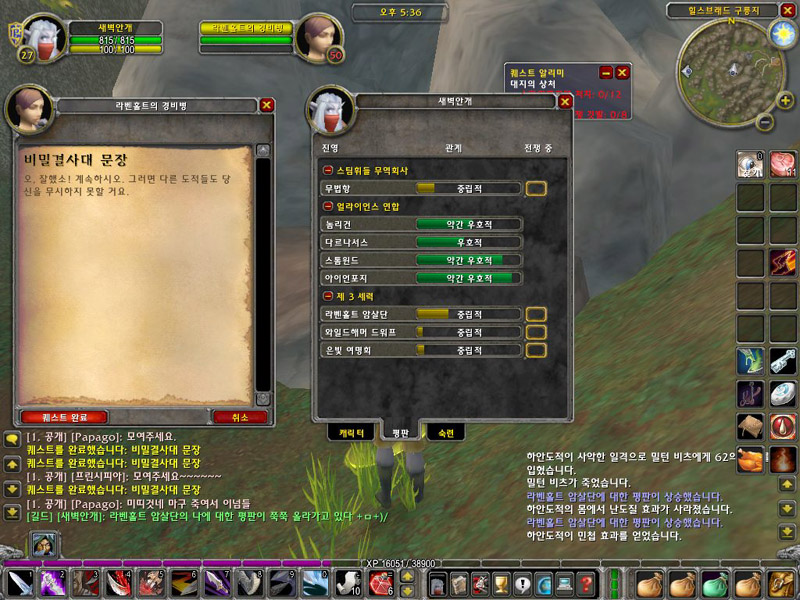 오후 5:36
힐스브래드 구릉지
N
새벽안개
815/815
100/100
27
라벤홀트의 경비병
50
퀘스트 알리미
대지의 상처
라벤홀트의 경비병
비밀결사대 문장
오, 잘했소! 계속하시오. 그러면 다른 도적들도 당
신을 무시하지 못할 거요.
퀘스트 완료
취소
새벽안개
진영
관계
전쟁 중
스팀휘들 무역회사
무법항
중립적
얼라이언스 연합
놈리건
약간 우호적
다르나서스
우호적
스톰윈드
약간 우호적
아이언포지
약간 우호적
제 3 세력
라벤홀트 암살단
중립적
와일드해머 드워프
중립적
은빛 여명회
중립적
캐릭터
평판
숙련
[1. 공개] [Papago]: 모여주세요.
퀘스트를 완료했습니다: 비밀결사대 문장
퀘스트를 완료했습니다: 비밀결사대 문장
[1. 공개] [프린시피아]: 모여주세요~~~~~~
퀘스트를 완료했습니다: 비밀결사대 문장
[1. 공개] [Papago]: 미띠것네 마구 죽여서 이넘들
[길드] [새벽안개]: 라벤홀트 암살단의 나에 대한 평판이 쭉쭉 올라가고 있다 +ㅁ+)/
하얀도적이 사악한 일격으로 밀턴 비츠에게 62의
입혔습니다.
밀턴 비츠가 죽었습니다.
라벤홀트 암살단에 대한 평판이 상승했습니다.
하얀도적의 몸에서 난도질 효과가 사라졌습니다.
라벤홀트 암살단에 대한 평판이 상승했습니다.
하얀도적이 민첩 효과를 얻었습니다.
XP 16051 / 38900
10
6